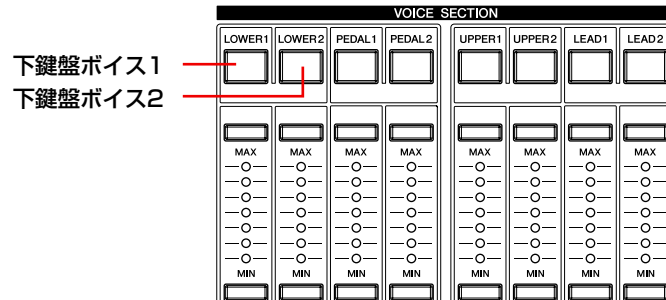 VOICE SECTION
LOWER1 LOWER2 PEDAL1 PEDAL2 UPPER1 UPPER2 LEAD1 LEAD2
下鍵盤ボイス1
下鍵盤ボイス2
MAX MAX MAX MAX MAX MAX MAX MAX
MIN MIN MIN MIN MIN MIN MIN MIN